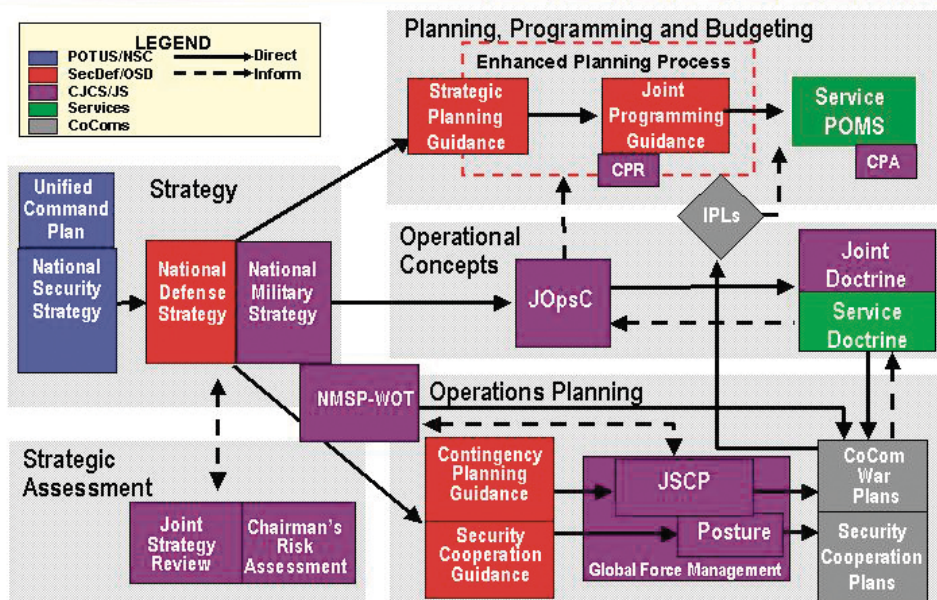 LEGEND
POTUS/NSC
SecDef/OSD
CJCS/JS
Services
CoComs
Direct
Inform
Planning, Programming and Budgeting
Enhanced Planning Process
Strategic
Planning
Guidance
Joint
Programming
Guidance
CPR
Service
POMS
CPA
Strategy
Unified
Command
Plan
National
Security
Strategy
National
Defense
Strategy
National
Military
Strategy
NMSP-WOT
Operational
Concepts
JOpsC
IPLs
Joint
Doctrine
Service
Doctrine
Strategic
Assessment
Joint
Strategy
Review
Chairman's
Risk
Assessment
Operations Planning
Contingency
Planning
Guidance
Security
Cooperation
Guidance
JSCP
Posture
Global Force Management
CoCom
War
Plans
Security
Cooperation
Plans